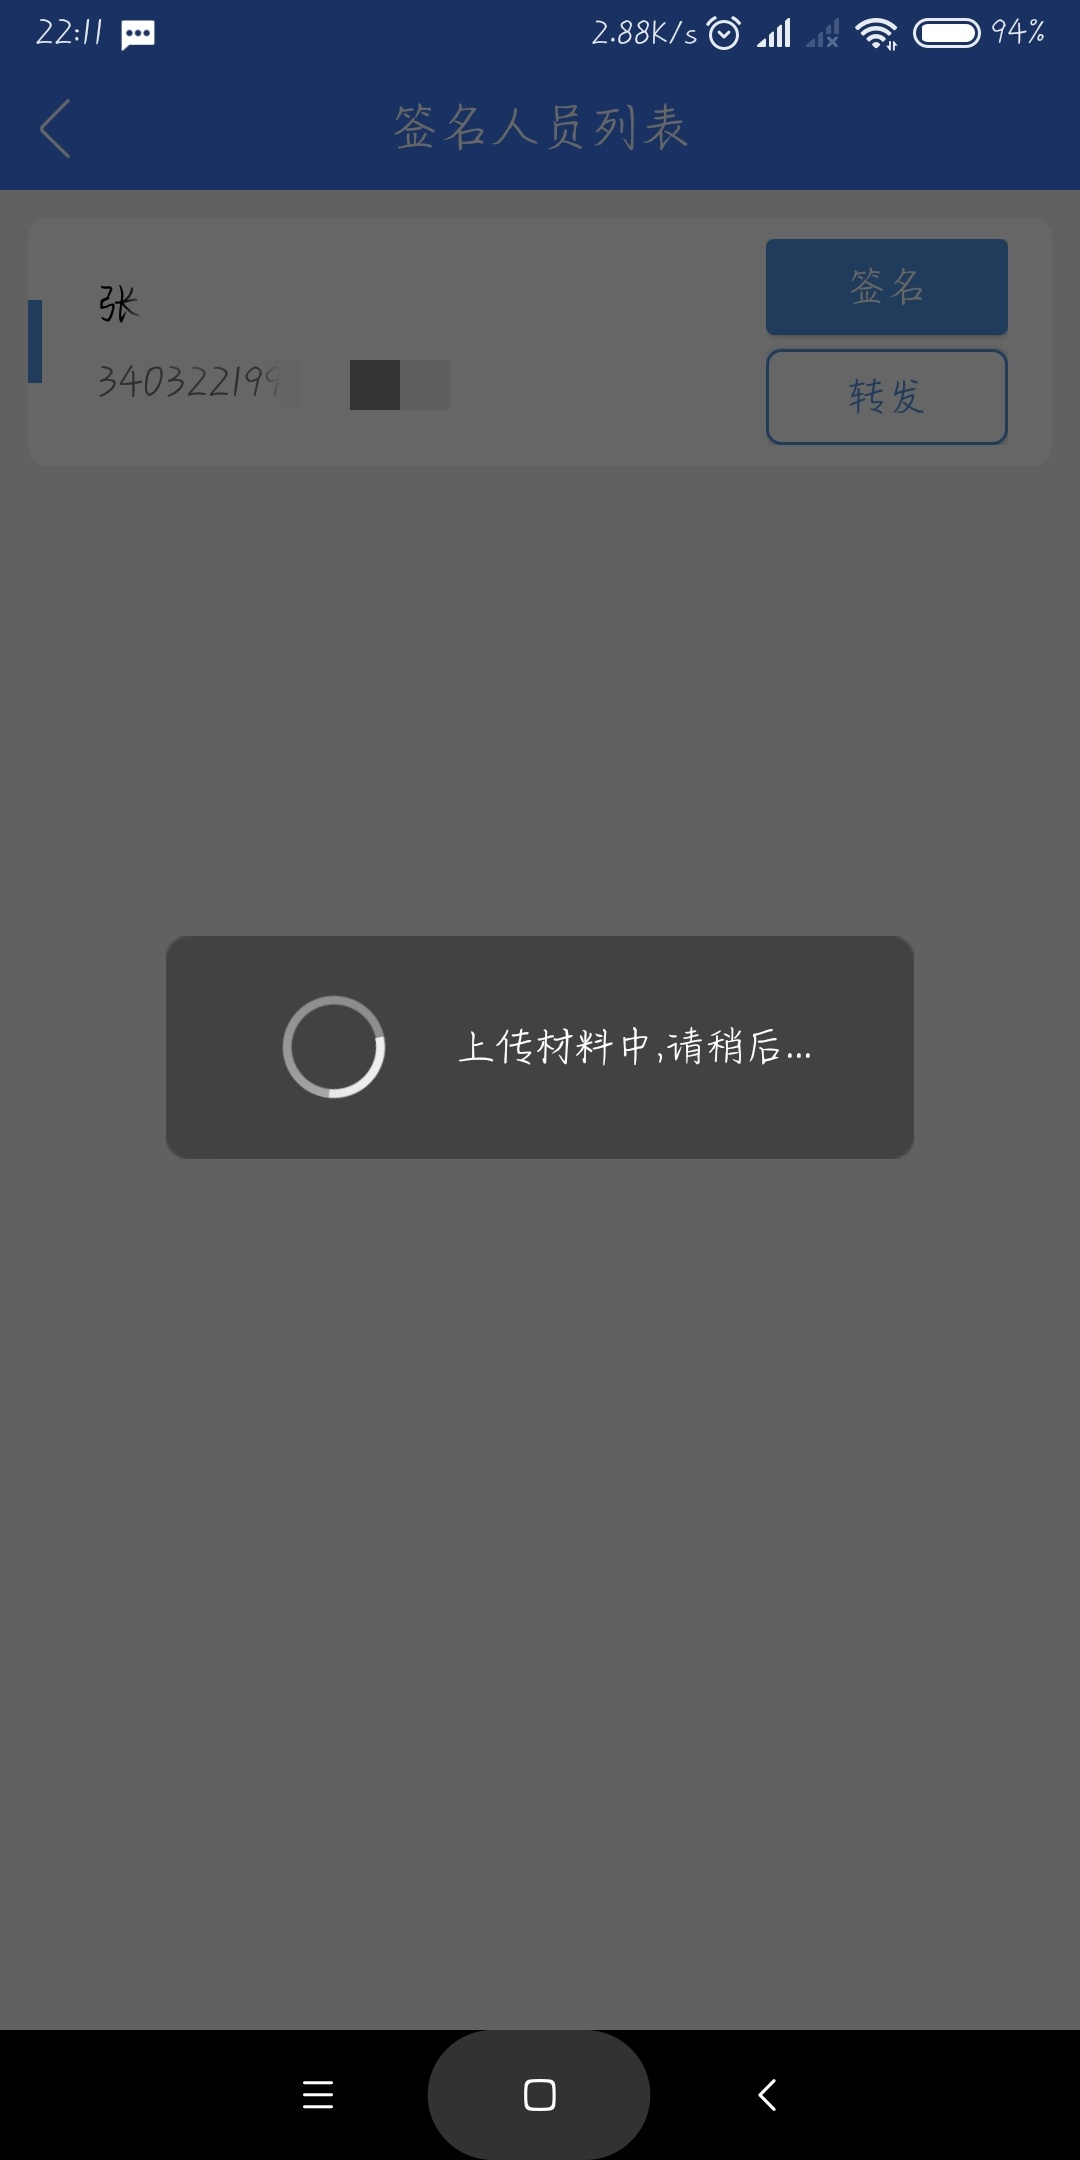 22:11 2.88K/s 94%
签名人员列表
张
签名
340322199
转发
上传材料中,请稍后...